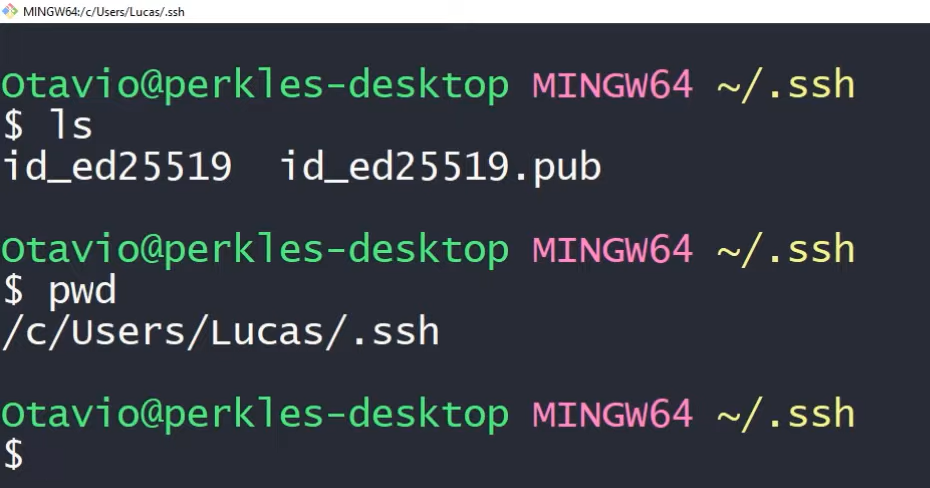 MINGW64:/c/Users/Lucas/.ssh
Otavio@perkles-desktop MINGW64 ~/.ssh
$ ls
id_ed25519  id_ed25519.pub
Otavio@perkles-desktop MINGW64 ~/.ssh
$ pwd
/c/Users/Lucas/.ssh
Otavio@perkles-desktop MINGW64 ~/.ssh
$